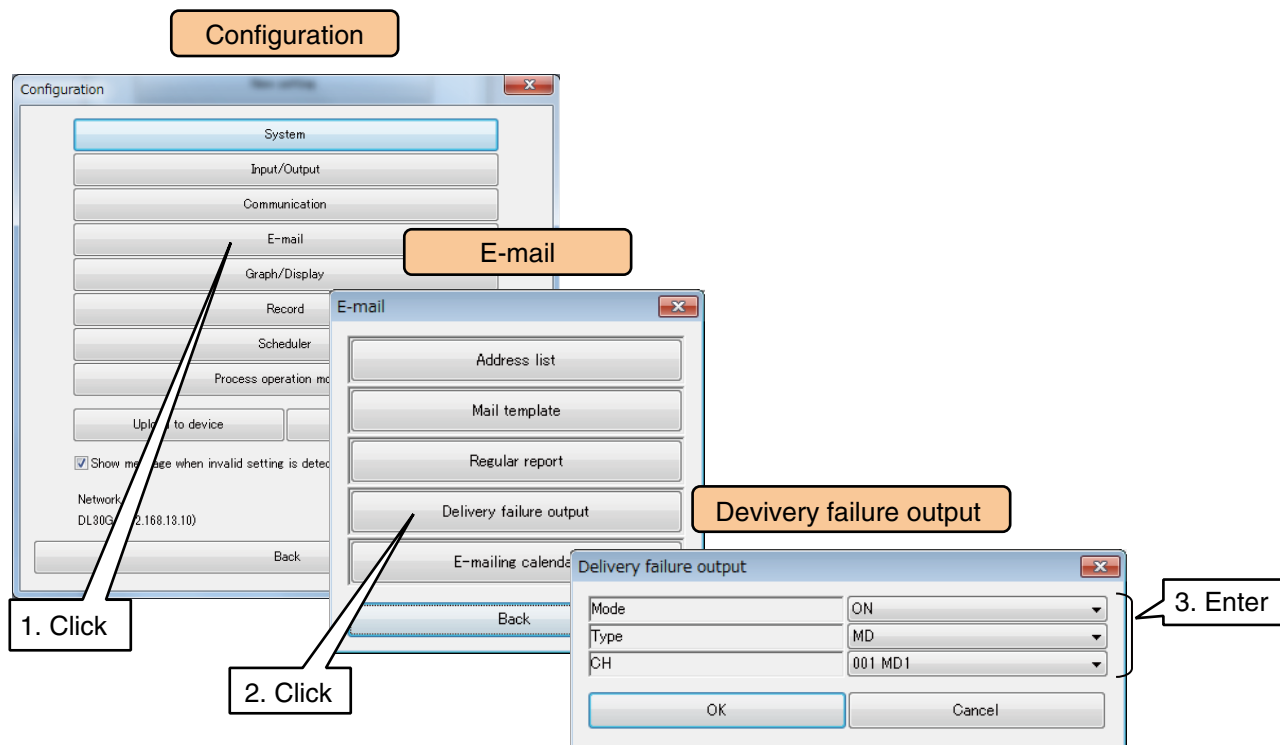 Configuration
Configuration
New setting
System
Input/Output
Communication
E-mail
Graph/Display
Record
Scheduler
Process operation mo
Uplo to device
Show me age when invalid setting is detec
Network
DL30G 2.168.13.10)
Back
1. Click
E-mail
E-mail
Address list
Mail template
Regular report
Delivery failure output
E-mailing calenda
Back
2. Click
Devivery failure output
Delivery failure output
Mode ON
Type MD
CH 001 MD1
OK Cancel
3. Enter